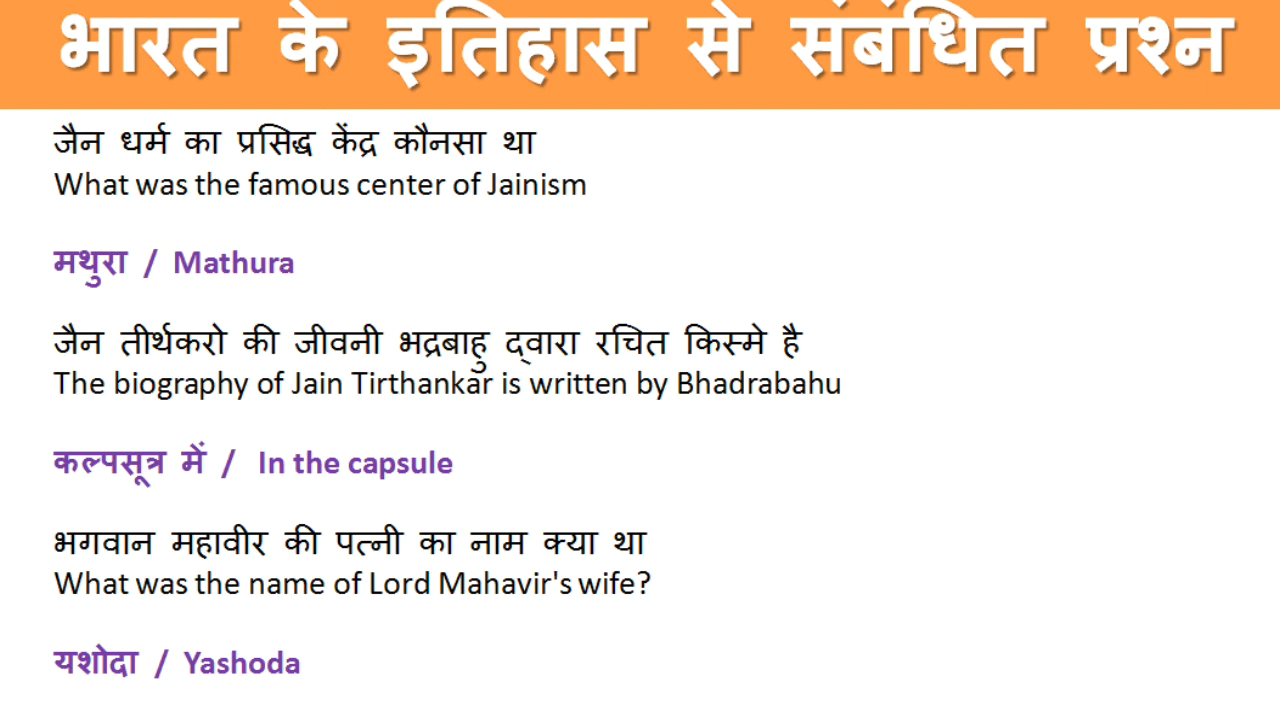 भारत के इतिहास से संबंधित प्रश्न
जैन धर्म का प्रसिद्ध केंद्र कौनसा था
What was the famous center of Jainism
मथुरा / Mathura
जैन तीर्थकरो की जीवनी भद्रबाहु द्वारा रचित किस्मे है
The biography of Jain Tirthankar is written by Bhadrabahu
कल्पसूत्र में / In the capsule
भगवान महावीर की पत्नी का नाम क्या था
What was the name of Lord Mahavir's wife?
यशोदा / Yashoda